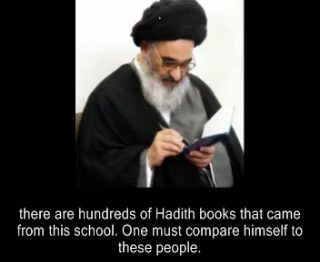 there are hundreds of Hadith books that came
from this school. One must compare himself to
these people.